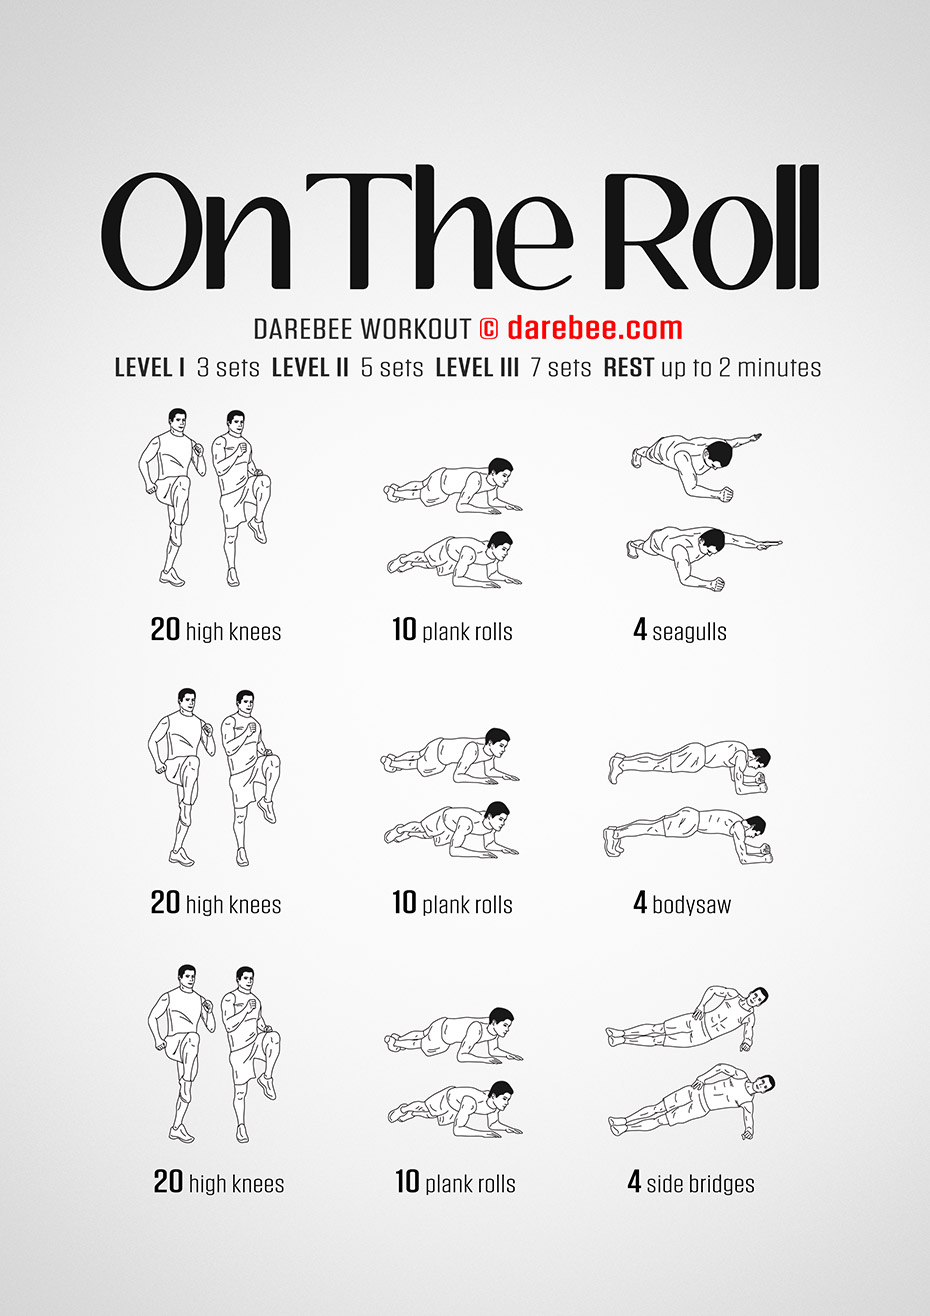 On The Roll
DAREBEE WORKOUT © darebee.com
LEVEL I 3 sets LEVEL II 5 sets LEVEL III 7 sets REST up to 2 minutes
20 high knees
10 plank rolls
4 seagulls
20 high knees
10 plank rolls
4 bodysaw
20 high knees
10 plank rolls
4 side bridges